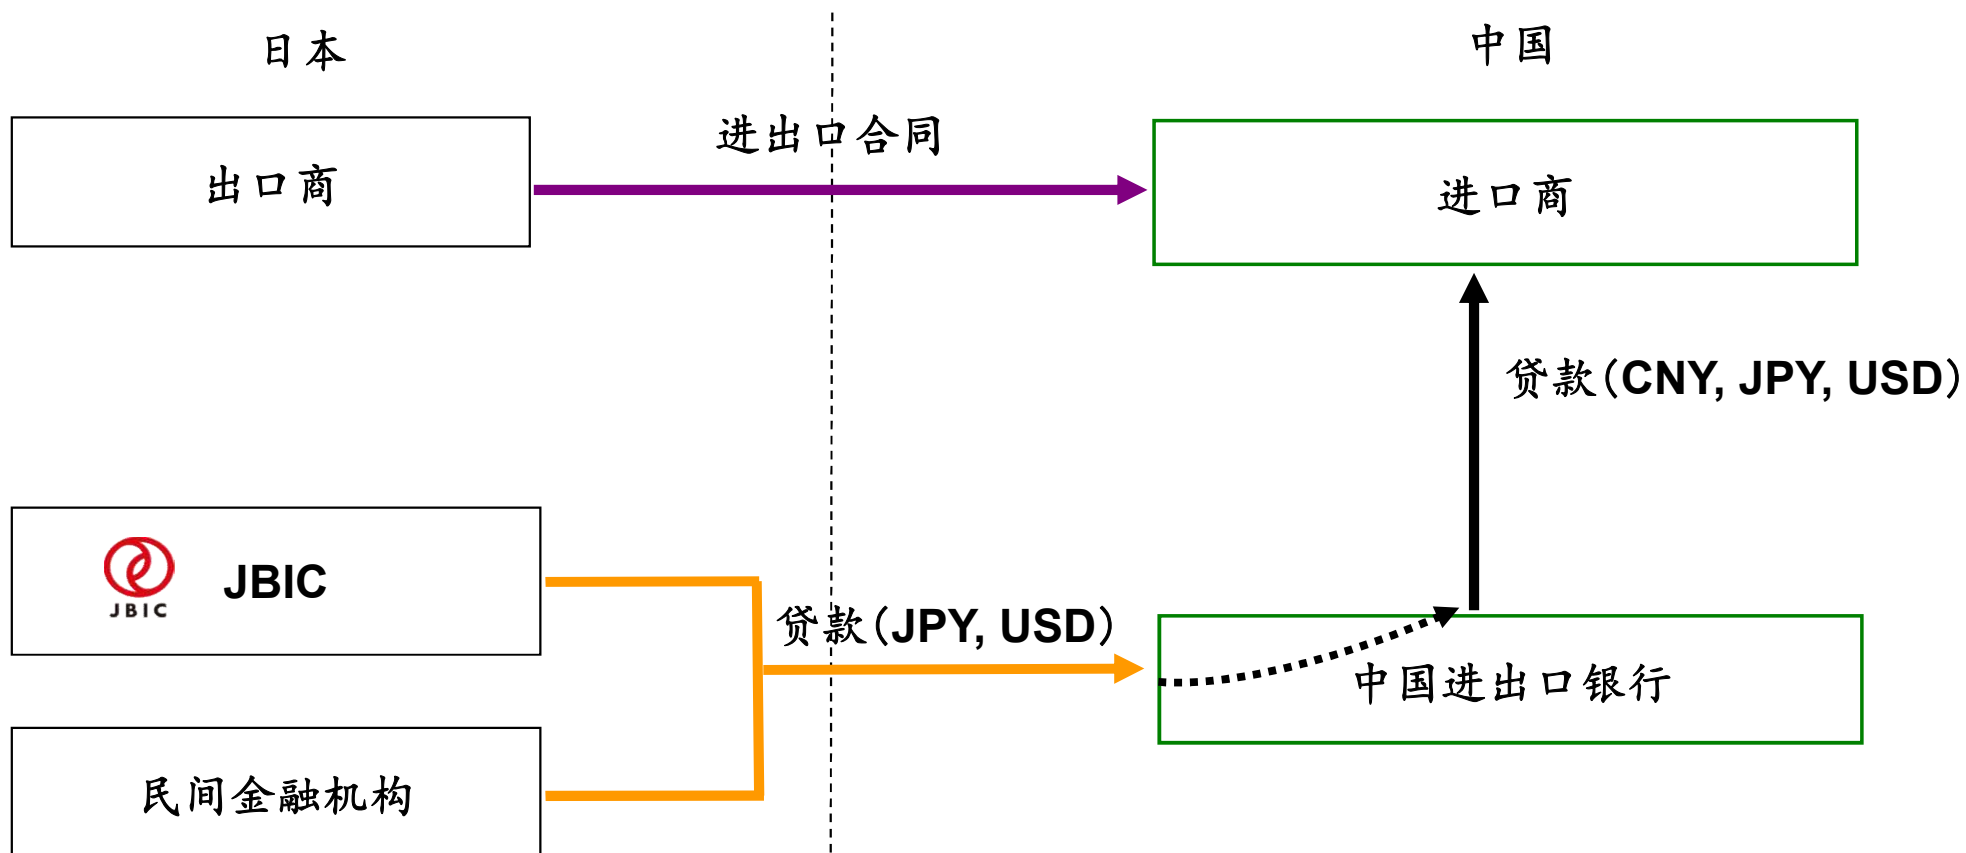 日本
中国
进出口合同
出口商
进口商
贷款(CNY, JPY, USD)
JBIC
JBIC
贷款(JPY, USD)
中国进出口银行
民间金融机构